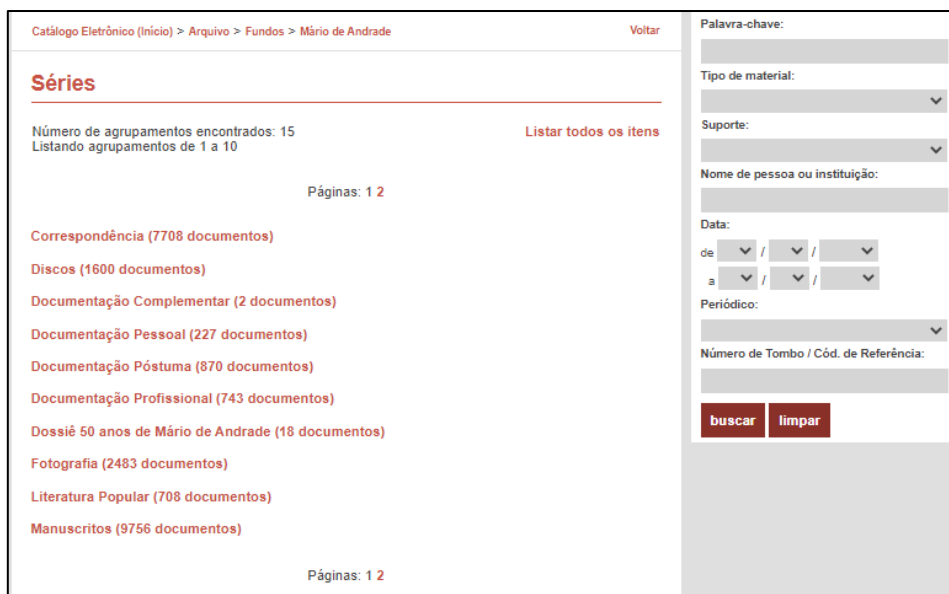 Catálogo Eletrônico (Início) > Arquivo > Fundos > Mário de Andrade
Voltar
Séries
Número de agrupamentos encontrados: 15
Listar todos os itens
Listando agrupamentos de 1 a 10
Páginas: 1 2
Correspondência (7708 documentos)
Discos (1600 documentos)
Documentação Complementar (2 documentos)
Documentação Pessoal (227 documentos)
Documentação Póstuma (870 documentos)
Documentação Profissional (743 documentos)
Dossiê 50 anos de Mário de Andrade (18 documentos)
Fotografia (2483 documentos)
Literatura Popular (708 documentos)
Manuscritos (9756 documentos)
Páginas: 1 2
Palavra-chave:
Tipo de material:
Suporte:
Nome de pessoa ou instituição:
Data:
de / /
a / /
Periódico:
Número de Tombo / Cód. de Referência:
buscar limpar